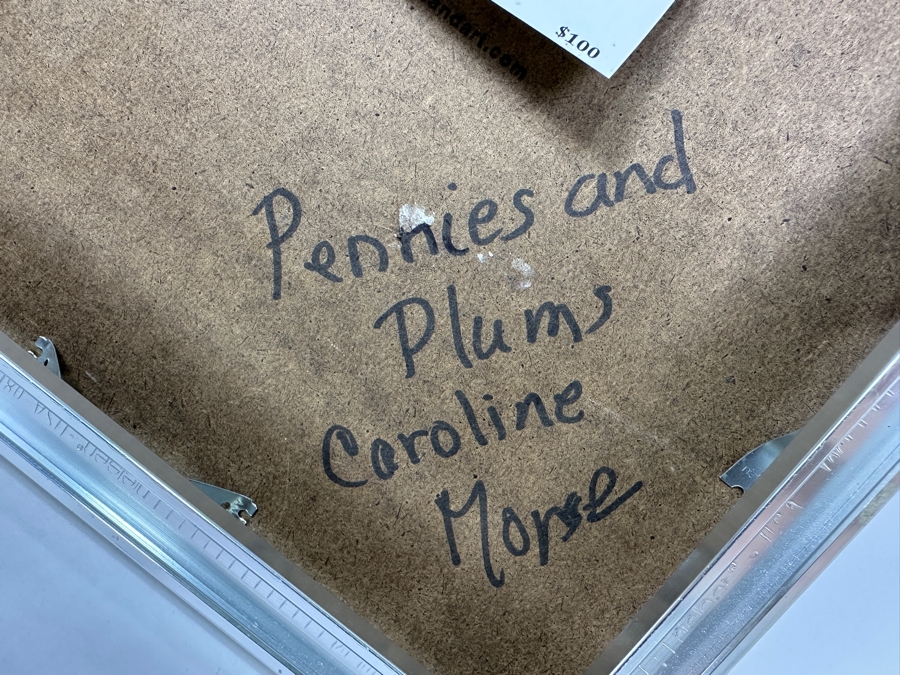 $100
Pennies and
Plums
Caroline
Morse